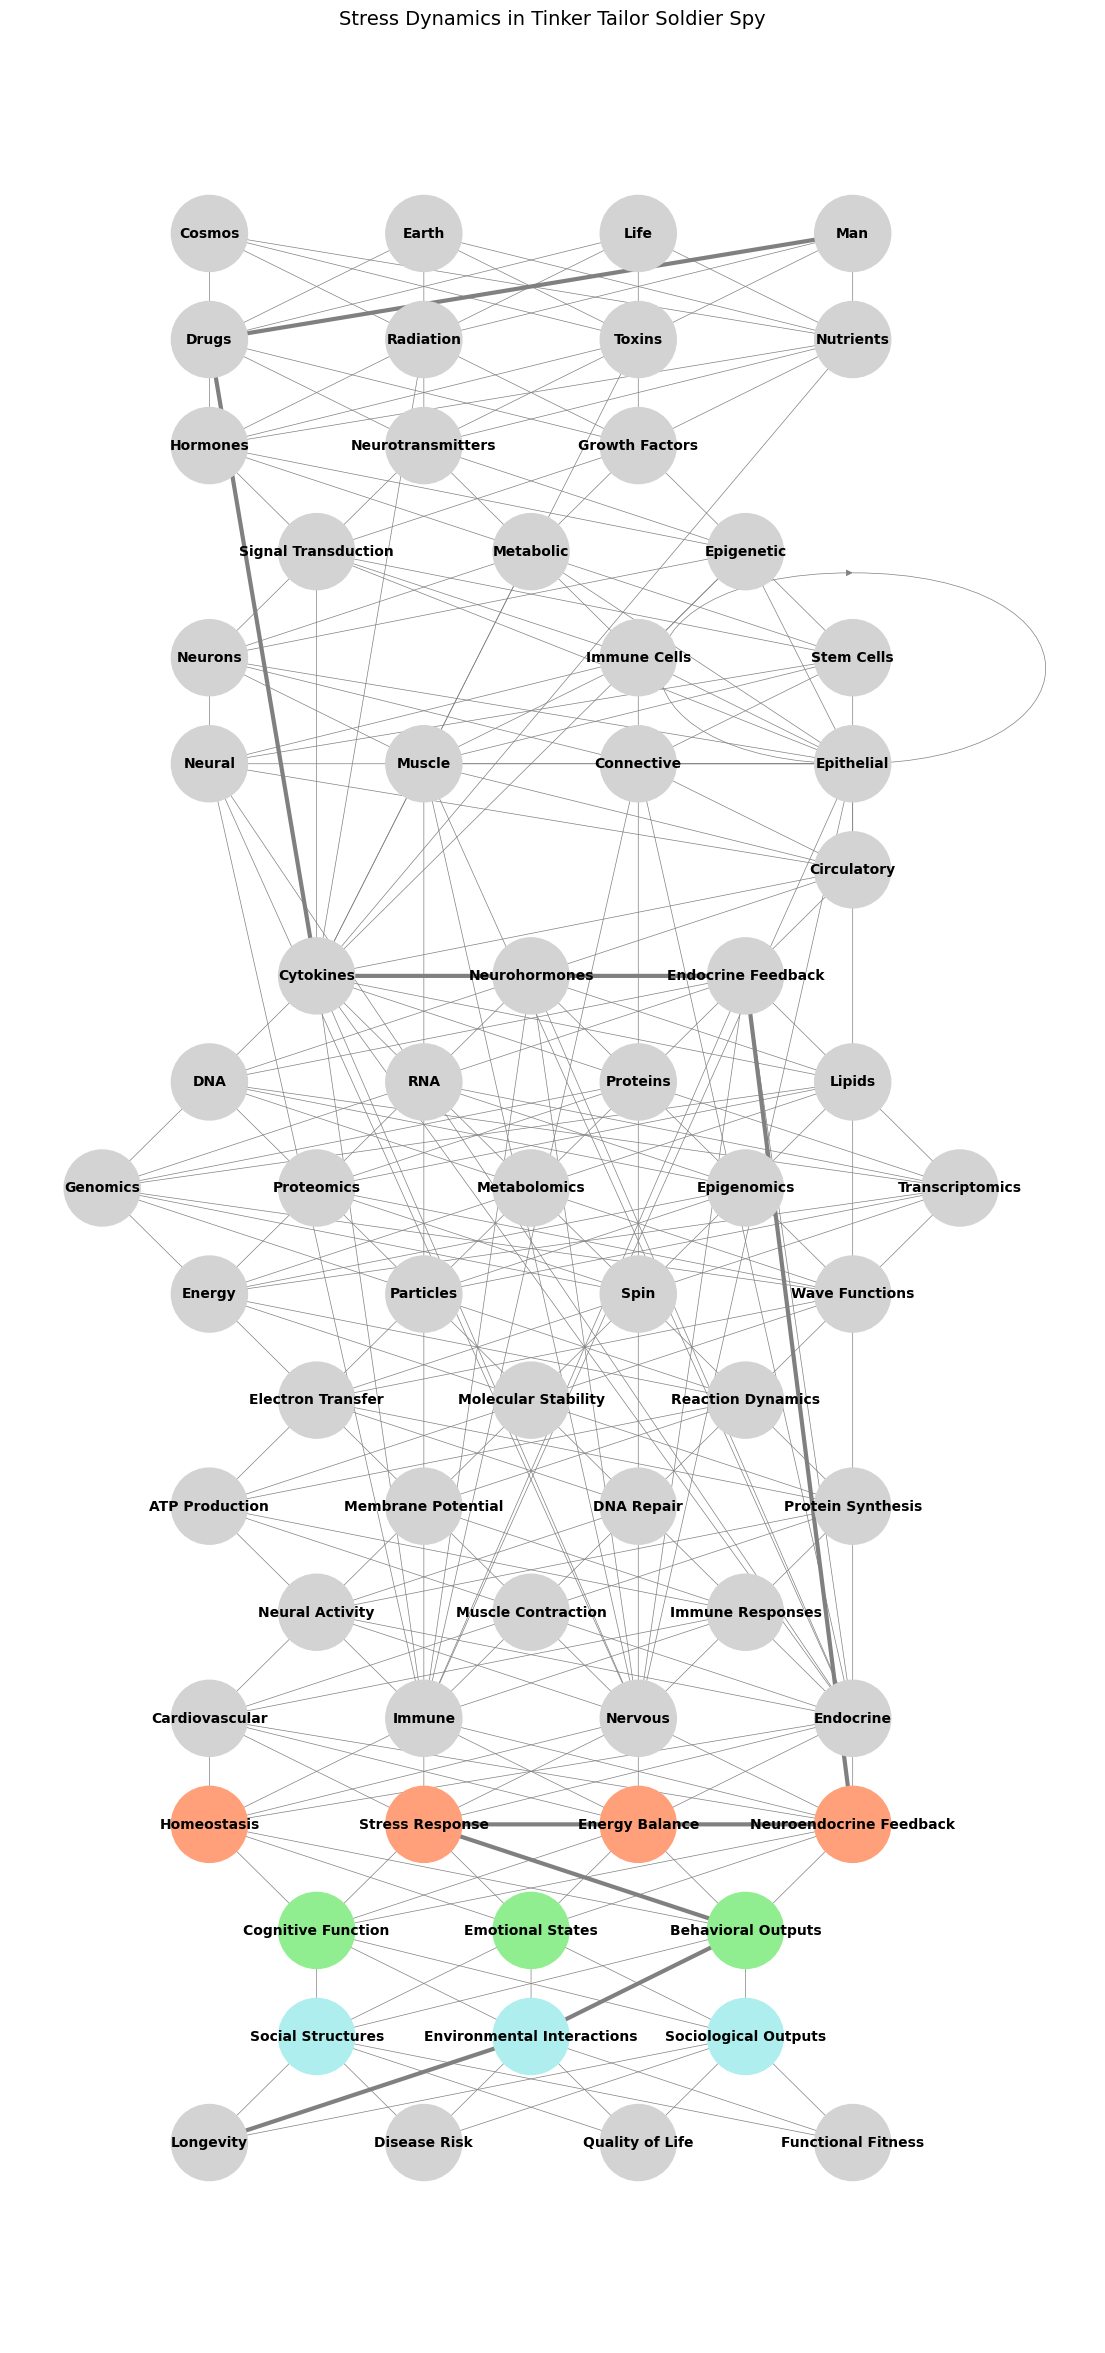 Stress Dynamics in Tinker Tailor Soldier Spy
Cosmos Earth Life Man
Drugs Radiation Toxins Nutrients
Hormones Neurotransmitters Growth Factors
Signal Transduction Metabolic Epigenetic
Neurons Immune Cells Stem Cells
Neural Muscle Connective Epithelial
Circulatory
Cytokines Neurohormones Endocrine Feedback
DNA RNA Proteins Lipids
Genomics Proteomics Metabolomics Epigenomics Transcriptomics
Energy Particles Spin Wave Functions
Electron Transfer Molecular Stability Reaction Dynamics
ATP Production Membrane Potential DNA Repair Protein Synthesis
Neural Activity Muscle Contraction Immune Responses
Cardiovascular Immune Nervous Endocrine
Homeostasis Stress Response Energy Balance Neuroendocrine Feedback
Cognitive Function Emotional States Behavioral Outputs
Social Structures Environmental Interactions Sociological Outputs
Longevity Disease Risk Quality of Life Functional Fitness